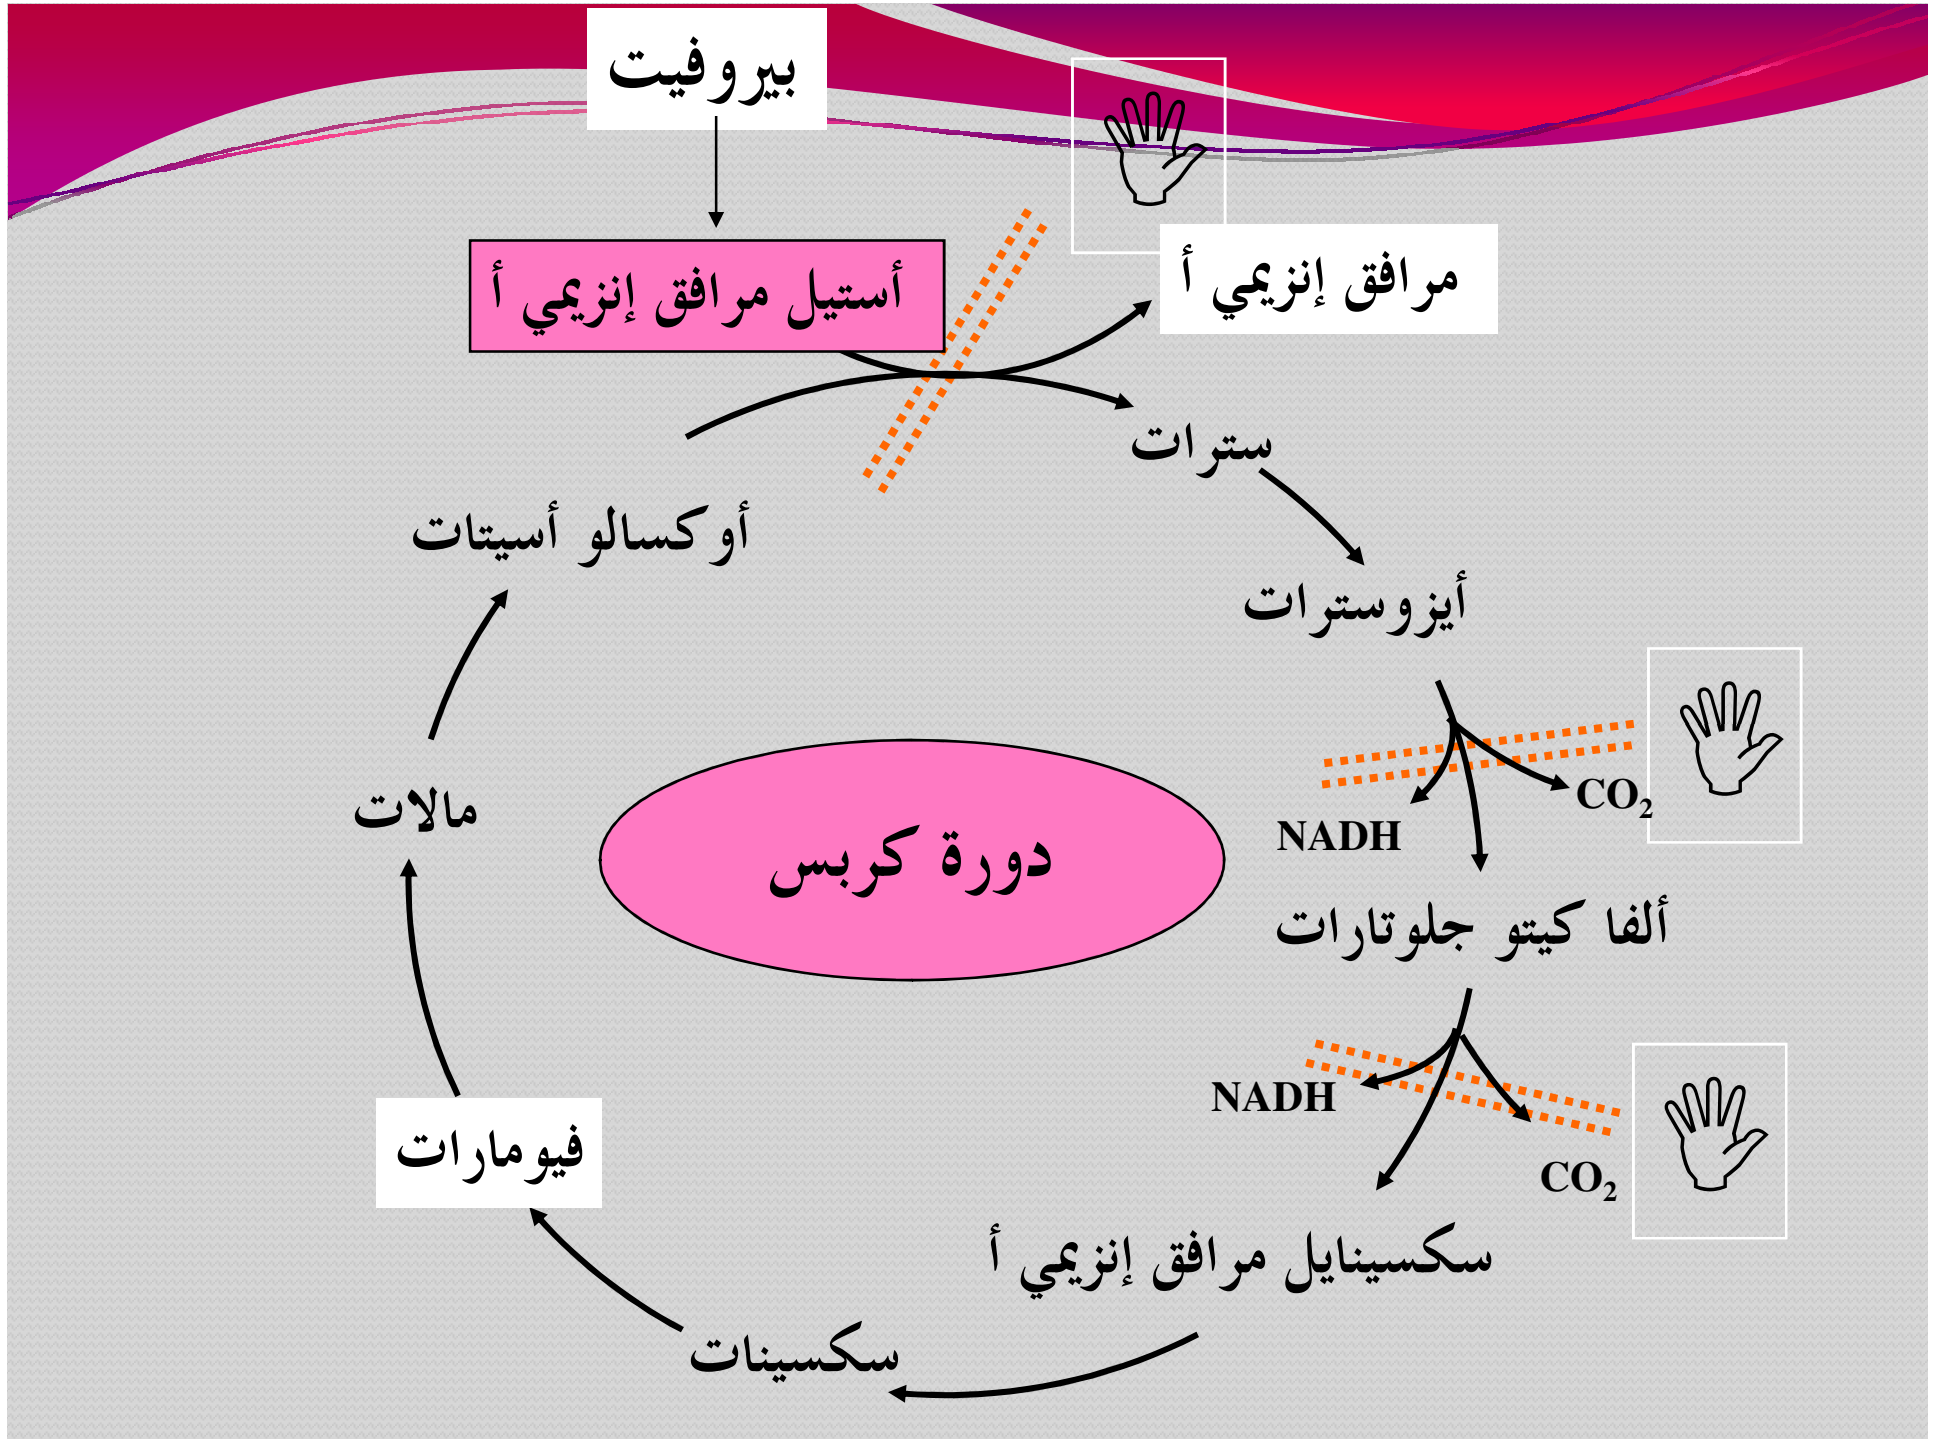 بيروفيت
أستيل مرافق إنزيمي أ
مرافق إنزيمي أ
سترات
أوكسالو أسيتات
أيزوسترات
CO₂
NADH
مالات
دورة كربس
ألفا كيتو جلوتارات
NADH
CO₂
فيومارات
سكسينايل مرافق إنزيمي أ
سكسينات